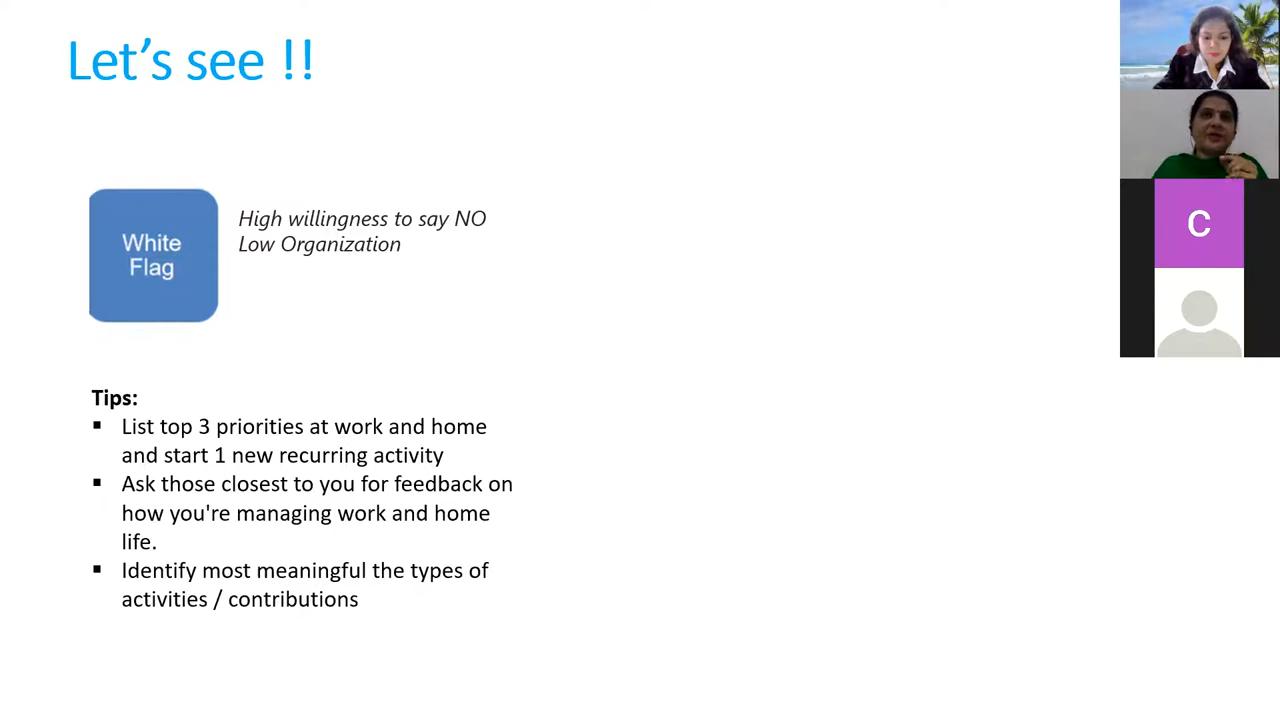 Let's see !!
White
Flag
High willingness to say NO
Low Organization
Tips:
▪ List top 3 priorities at work and home
and start 1 new recurring activity
▪ Ask those closest to you for feedback on
how you're managing work and home
life.
▪ Identify most meaningful the types of
activities / contributions
C